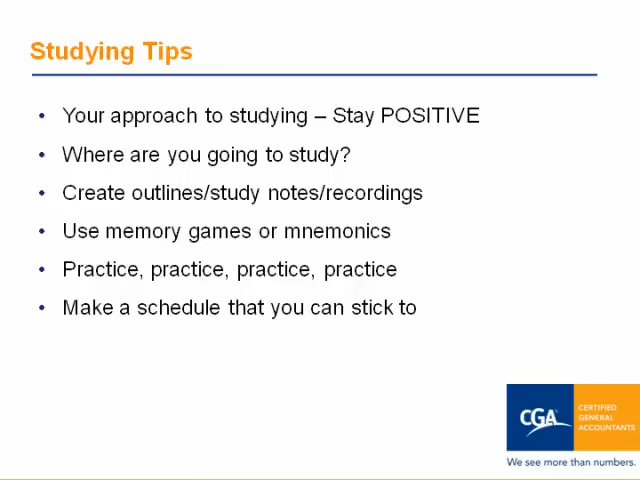 Studying Tips
• Your approach to studying – Stay POSITIVE
• Where are you going to study?
• Create outlines/study notes/recordings
• Use memory games or mnemonics
• Practice, practice, practice, practice
• Make a schedule that you can stick to
CGA
CERTIFIED
GENERAL
ACCOUNTANTS
We see more than numbers.